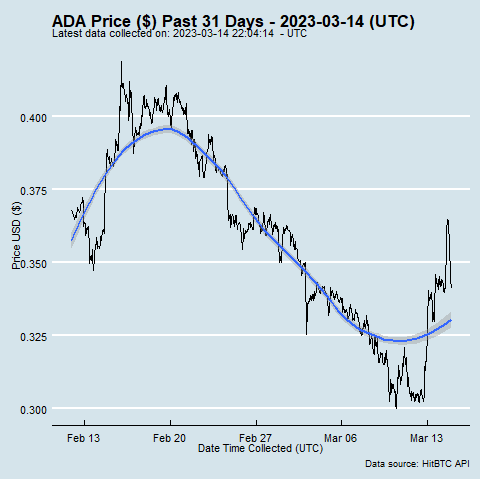 ADA Price ($) Past 31 Days - 2023-03-14 (UTC)
Latest data collected on: 2023-03-14 22:04:14 - UTC
0.400
0.375
0.350
0.325
0.300
Price USD ($)
Feb 13 Feb 20 Feb 27 Mar 06 Mar 13
Date Time Collected (UTC)
Data source: HitBTC API